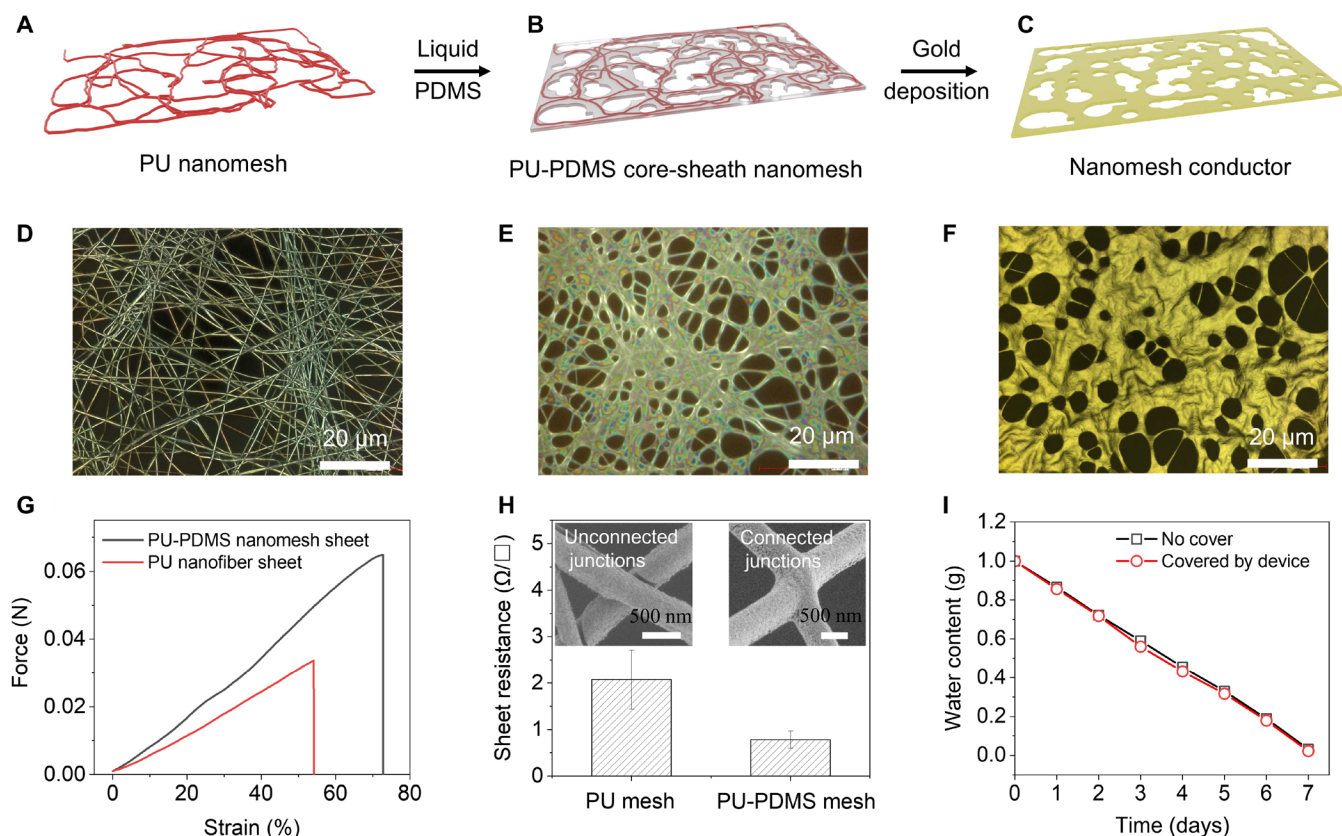 A
Liquid
PDMS
B
Gold
deposition
C
PU nanomesh
PU-PDMS core-sheath nanomesh
Nanomesh conductor
D
20 μm
E
20 μm
F
20 μm
G
PU-PDMS nanomesh sheet
PU nanofiber sheet
0.06
0.04
0.02
0.00
Force (N)
0 20 40 60 80
Strain (%)
H
Unconnected
junctions
500 nm
Connected
junctions
500 nm
5
4
3
2
1
0
Sheet resistance (Ω/□)
PU mesh PU-PDMS mesh
I
No cover
Covered by device
1.2
1.0
0.8
0.6
0.4
0.2
0.0
Water content (g)
0 1 2 3 4 5 6 7
Time (days)